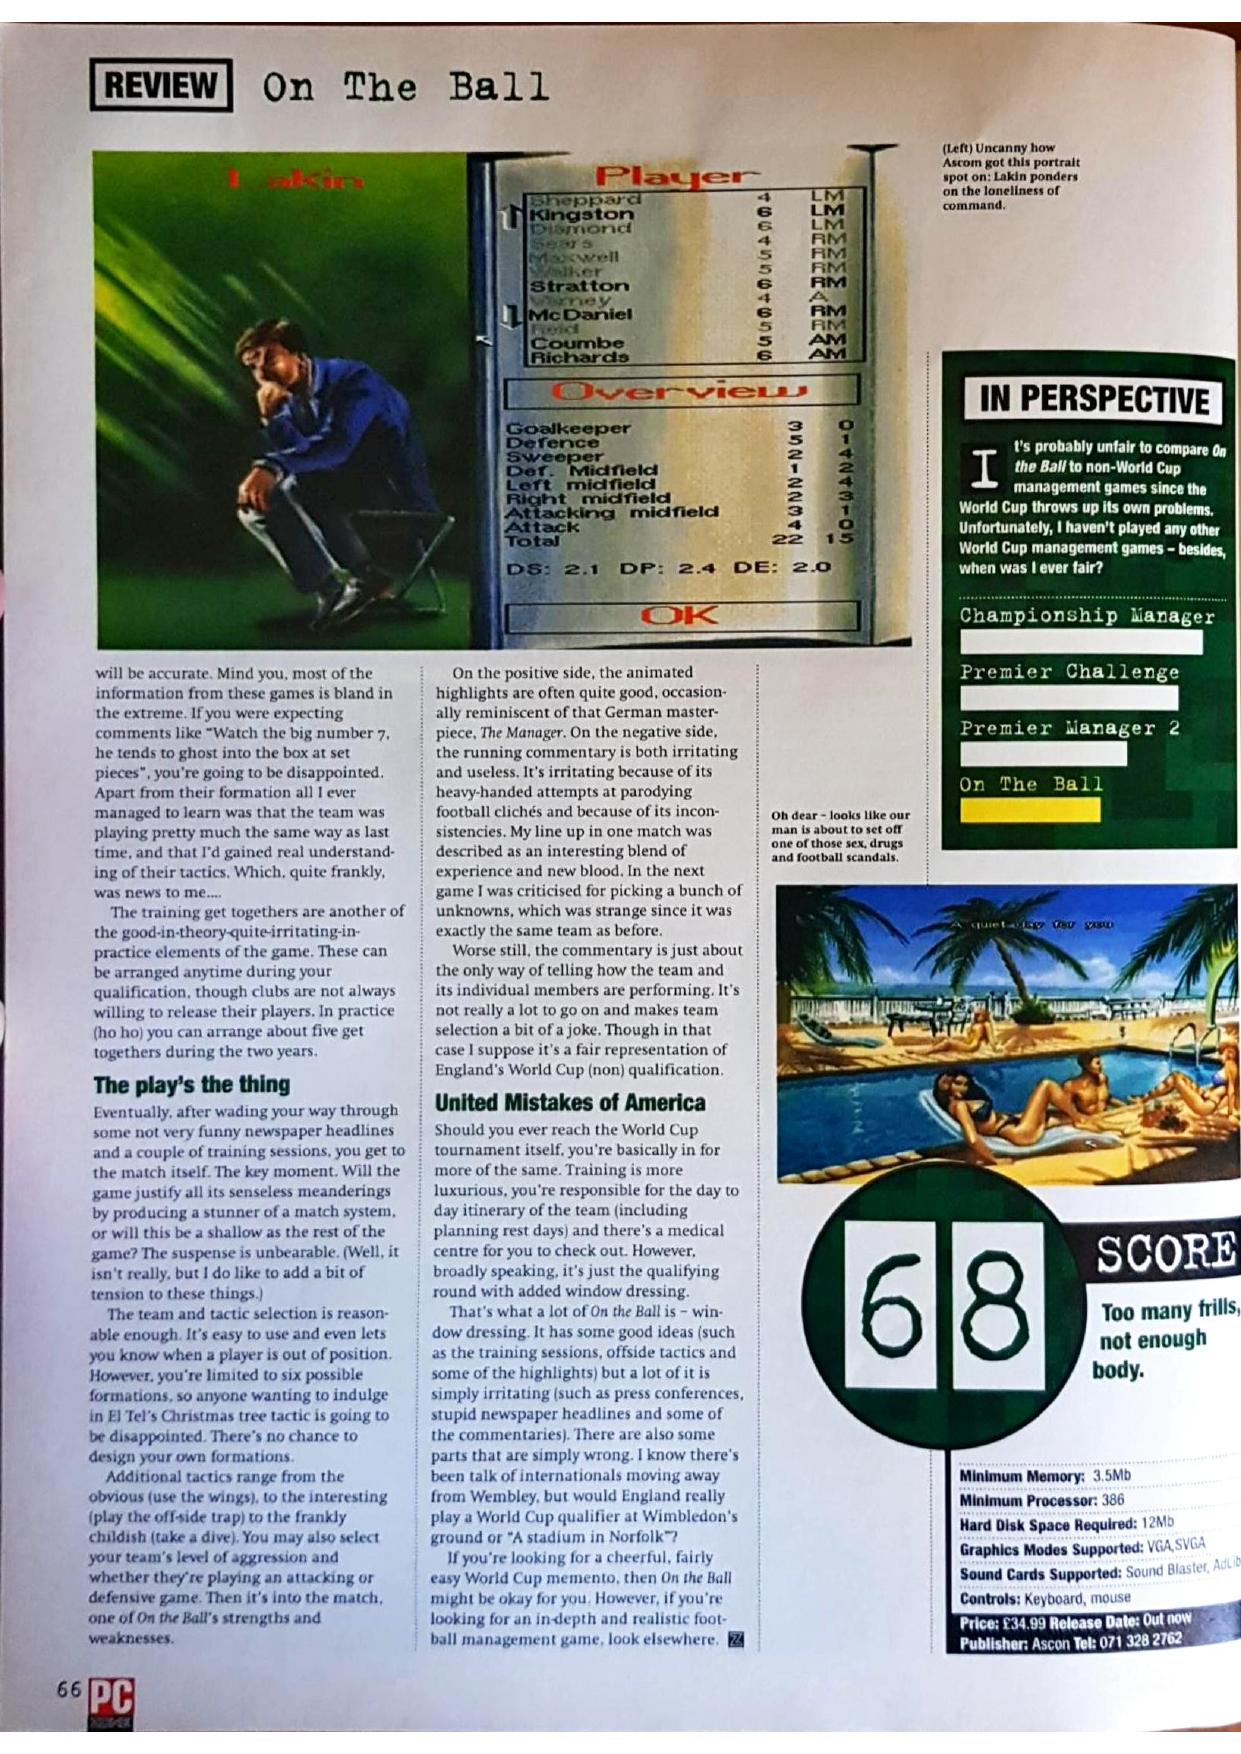 REVIEW On The Ball
Lakin
Player
Sheppard 4 LM
Kingston 6 LM
Diamond 6 LM
Sears 4 RM
Maxwell 5 RM
Walker 5 RM
Stratton 6 RM
Varney 4 A
McDaniel 6 RM
Reid 5 RM
Coumbe 5 AM
Richards 6 AM
Overview
Goalkeeper 3 0
Defence 5 1
Sweeper 2 4
Def. Midfield 1 2
Left midfield 2 4
Right midfield 2 3
Attacking midfield 3 1
Attack 4 0
Total 22 15
DS: 2.1 DP: 2.4 DE: 2.0
OK
(Left) Uncanny how
Ascom got this portrait
spot on: Lakin ponders
on the loneliness of
command.
will be accurate. Mind you, most of the
information from these games is bland in
the extreme. If you were expecting
comments like "Watch the big number 7,
he tends to ghost into the box at set
pieces", you're going to be disappointed.
Apart from their formation all I ever
managed to learn was that the team was
playing pretty much the same way as last
time, and that I'd gained real understand-
ing of their tactics. Which, quite frankly,
was news to me....
The training get togethers are another of
the good-in-theory-quite-irritating-in-
practice elements of the game. These can
be arranged anytime during your
qualification, though clubs are not always
willing to release their players. In practice
(ho ho) you can arrange about five get
togethers during the two years.
The play's the thing
Eventually, after wading your way through
some not very funny newspaper headlines
and a couple of training sessions, you get to
the match itself. The key moment. Will the
game justify all its senseless meanderings
by producing a stunner of a match system,
or will this be a shallow as the rest of the
game? The suspense is unbearable. (Well, it
isn't really, but I do like to add a bit of
tension to these things.)
The team and tactic selection is reason-
able enough. It's easy to use and even lets
you know when a player is out of position.
However, you're limited to six possible
formations, so anyone wanting to indulge
in El Tel's Christmas tree tactic is going to
be disappointed. There's no chance to
design your own formations.
Additional tactics range from the
obvious (use the wings), to the interesting
(play the off-side trap) to the frankly
childish (take a dive). You may also select
your team's level of aggression and
whether they're playing an attacking or
defensive game. Then it's into the match,
one of On the Ball's strengths and
weaknesses.
On the positive side, the animated
highlights are often quite good, occasion-
ally reminiscent of that German master-
piece, The Manager. On the negative side,
the running commentary is both irritating
and useless. It's irritating because of its
heavy-handed attempts at parodying
football clichés and because of its incon-
sistencies. My line up in one match was
described as an interesting blend of
experience and new blood. In the next
game I was criticised for picking a bunch of
unknowns, which was strange since it was
exactly the same team as before.
Worse still, the commentary is just about
the only way of telling how the team and
its individual members are performing. It's
not really a lot to go on and makes team
selection a bit of a joke. Though in that
case I suppose it's a fair representation of
England's World Cup (non) qualification.
United Mistakes of America
Should you ever reach the World Cup
tournament itself, you're basically in for
more of the same. Training is more
luxurious, you're responsible for the day to
day itinerary of the team (including
planning rest days) and there's a medical
centre for you to check out. However,
broadly speaking, it's just the qualifying
round with added window dressing.
That's what a lot of On the Ball is – win-
dow dressing. It has some good ideas (such
as the training sessions, offside tactics and
some of the highlights) but a lot of it is
simply irritating (such as press conferences,
stupid newspaper headlines and some of
the commentaries). There are also some
parts that are simply wrong. I know there's
been talk of internationals moving away
from Wembley, but would England really
play a World Cup qualifier at Wimbledon's
ground or "A stadium in Norfolk"?
If you're looking for a cheerful, fairly
easy World Cup memento, then On the Ball
might be okay for you. However, if you're
looking for an in-depth and realistic foot-
ball management game, look elsewhere.
Oh dear – looks like our
man is about to set off
one of those sex, drugs
and football scandals.
IN PERSPECTIVE
It's probably unfair to compare On
the Ball to non-World Cup
management games since the
World Cup throws up its own problems.
Unfortunately, I haven't played any other
World Cup management games – besides,
when was I ever fair?
Championship Manager
Premier Challenge
Premier Manager 2
On The Ball
A quiet day for you
68
SCORE
Too many frills,
not enough
body.
Minimum Memory: 3.5Mb
Minimum Processor: 386
Hard Disk Space Required: 12Mb
Graphics Modes Supported: VGA,SVGA
Sound Cards Supported: Sound Blaster, AdLib
Controls: Keyboard, mouse
Price: £34.99 Release Date: Out now
Publisher: Ascon Tel: 071 328 2762
66 PC